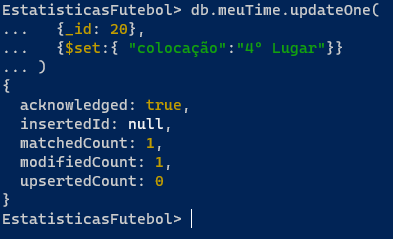 EstatisticasFutebol> db.meuTime.updateOne(
...   {_id: 20},
...   {$set:{ "colocação":"4º Lugar"}}
... )
{
  acknowledged: true,
  insertedId: null,
  matchedCount: 1,
  modifiedCount: 1,
  upsertedCount: 0
}
EstatisticasFutebol>